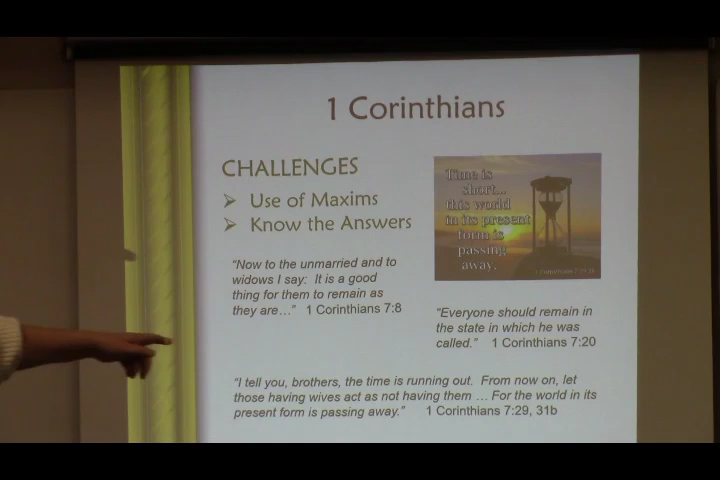 1 Corinthians
CHALLENGES
Use of Maxims
Know the Answers
Time is
short...
this world
in its present
form is
passing
away.
"Now to the unmarried and to
widows I say: It is a good
thing for them to remain as
they are…" 1 Corinthians 7:8
"Everyone should remain in
the state in which he was
called." 1 Corinthians 7:20
"I tell you, brothers, the time is running out. From now on, let
those having wives act as not having them … For the world in its
present form is passing away." 1 Corinthians 7:29, 31b